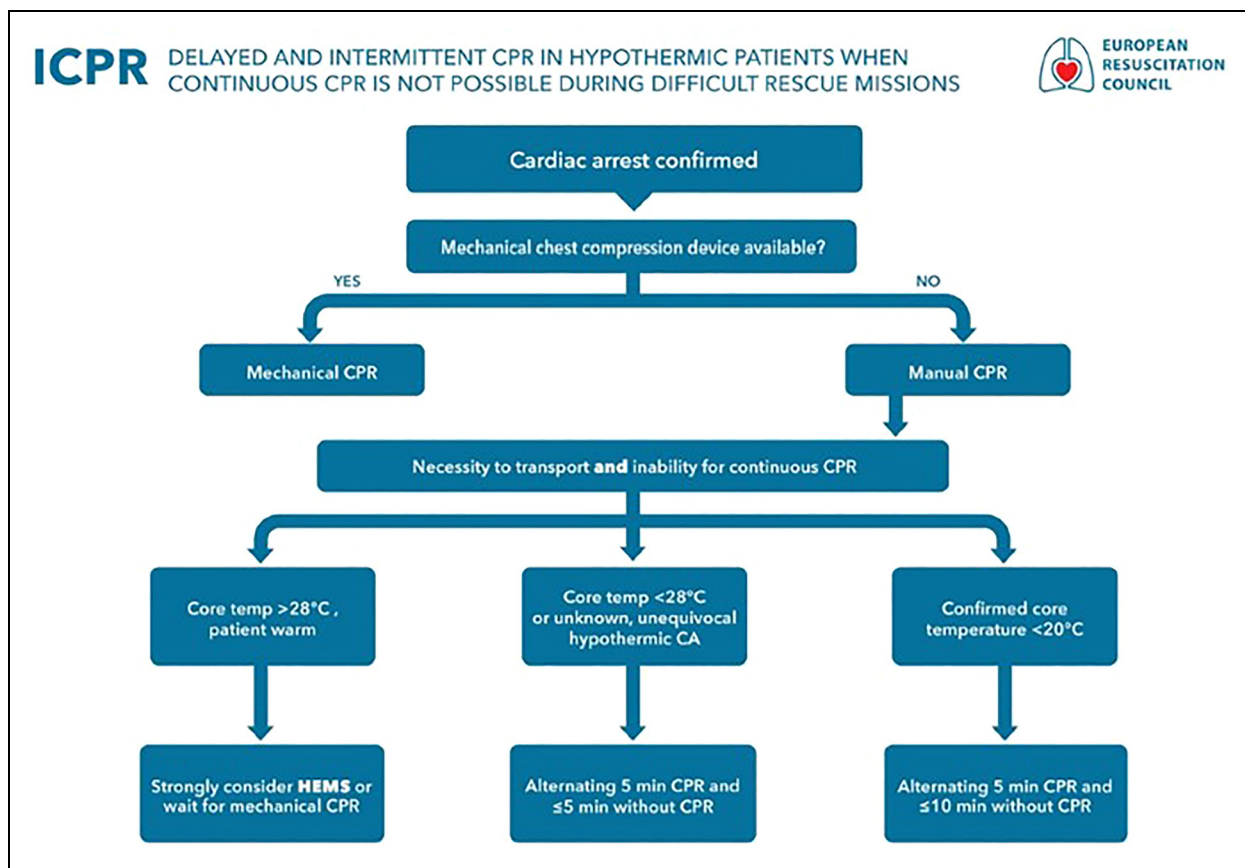 ICPR
DELAYED AND INTERMITTENT CPR IN HYPOTHERMIC PATIENTS WHEN
CONTINUOUS CPR IS NOT POSSIBLE DURING DIFFICULT RESCUE MISSIONS
EUROPEAN
RESUSCITATION
COUNCIL
Cardiac arrest confirmed
Mechanical chest compression device available?
YES
NO
Mechanical CPR
Manual CPR
Necessity to transport and inability for continuous CPR
Core temp >28°C ,
patient warm
Core temp <28°C
or unknown, unequivocal
hypothermic CA
Confirmed core
temperature <20°C
Strongly consider HEMS or
wait for mechanical CPR
Alternating 5 min CPR and
≤5 min without CPR
Alternating 5 min CPR and
≤10 min without CPR